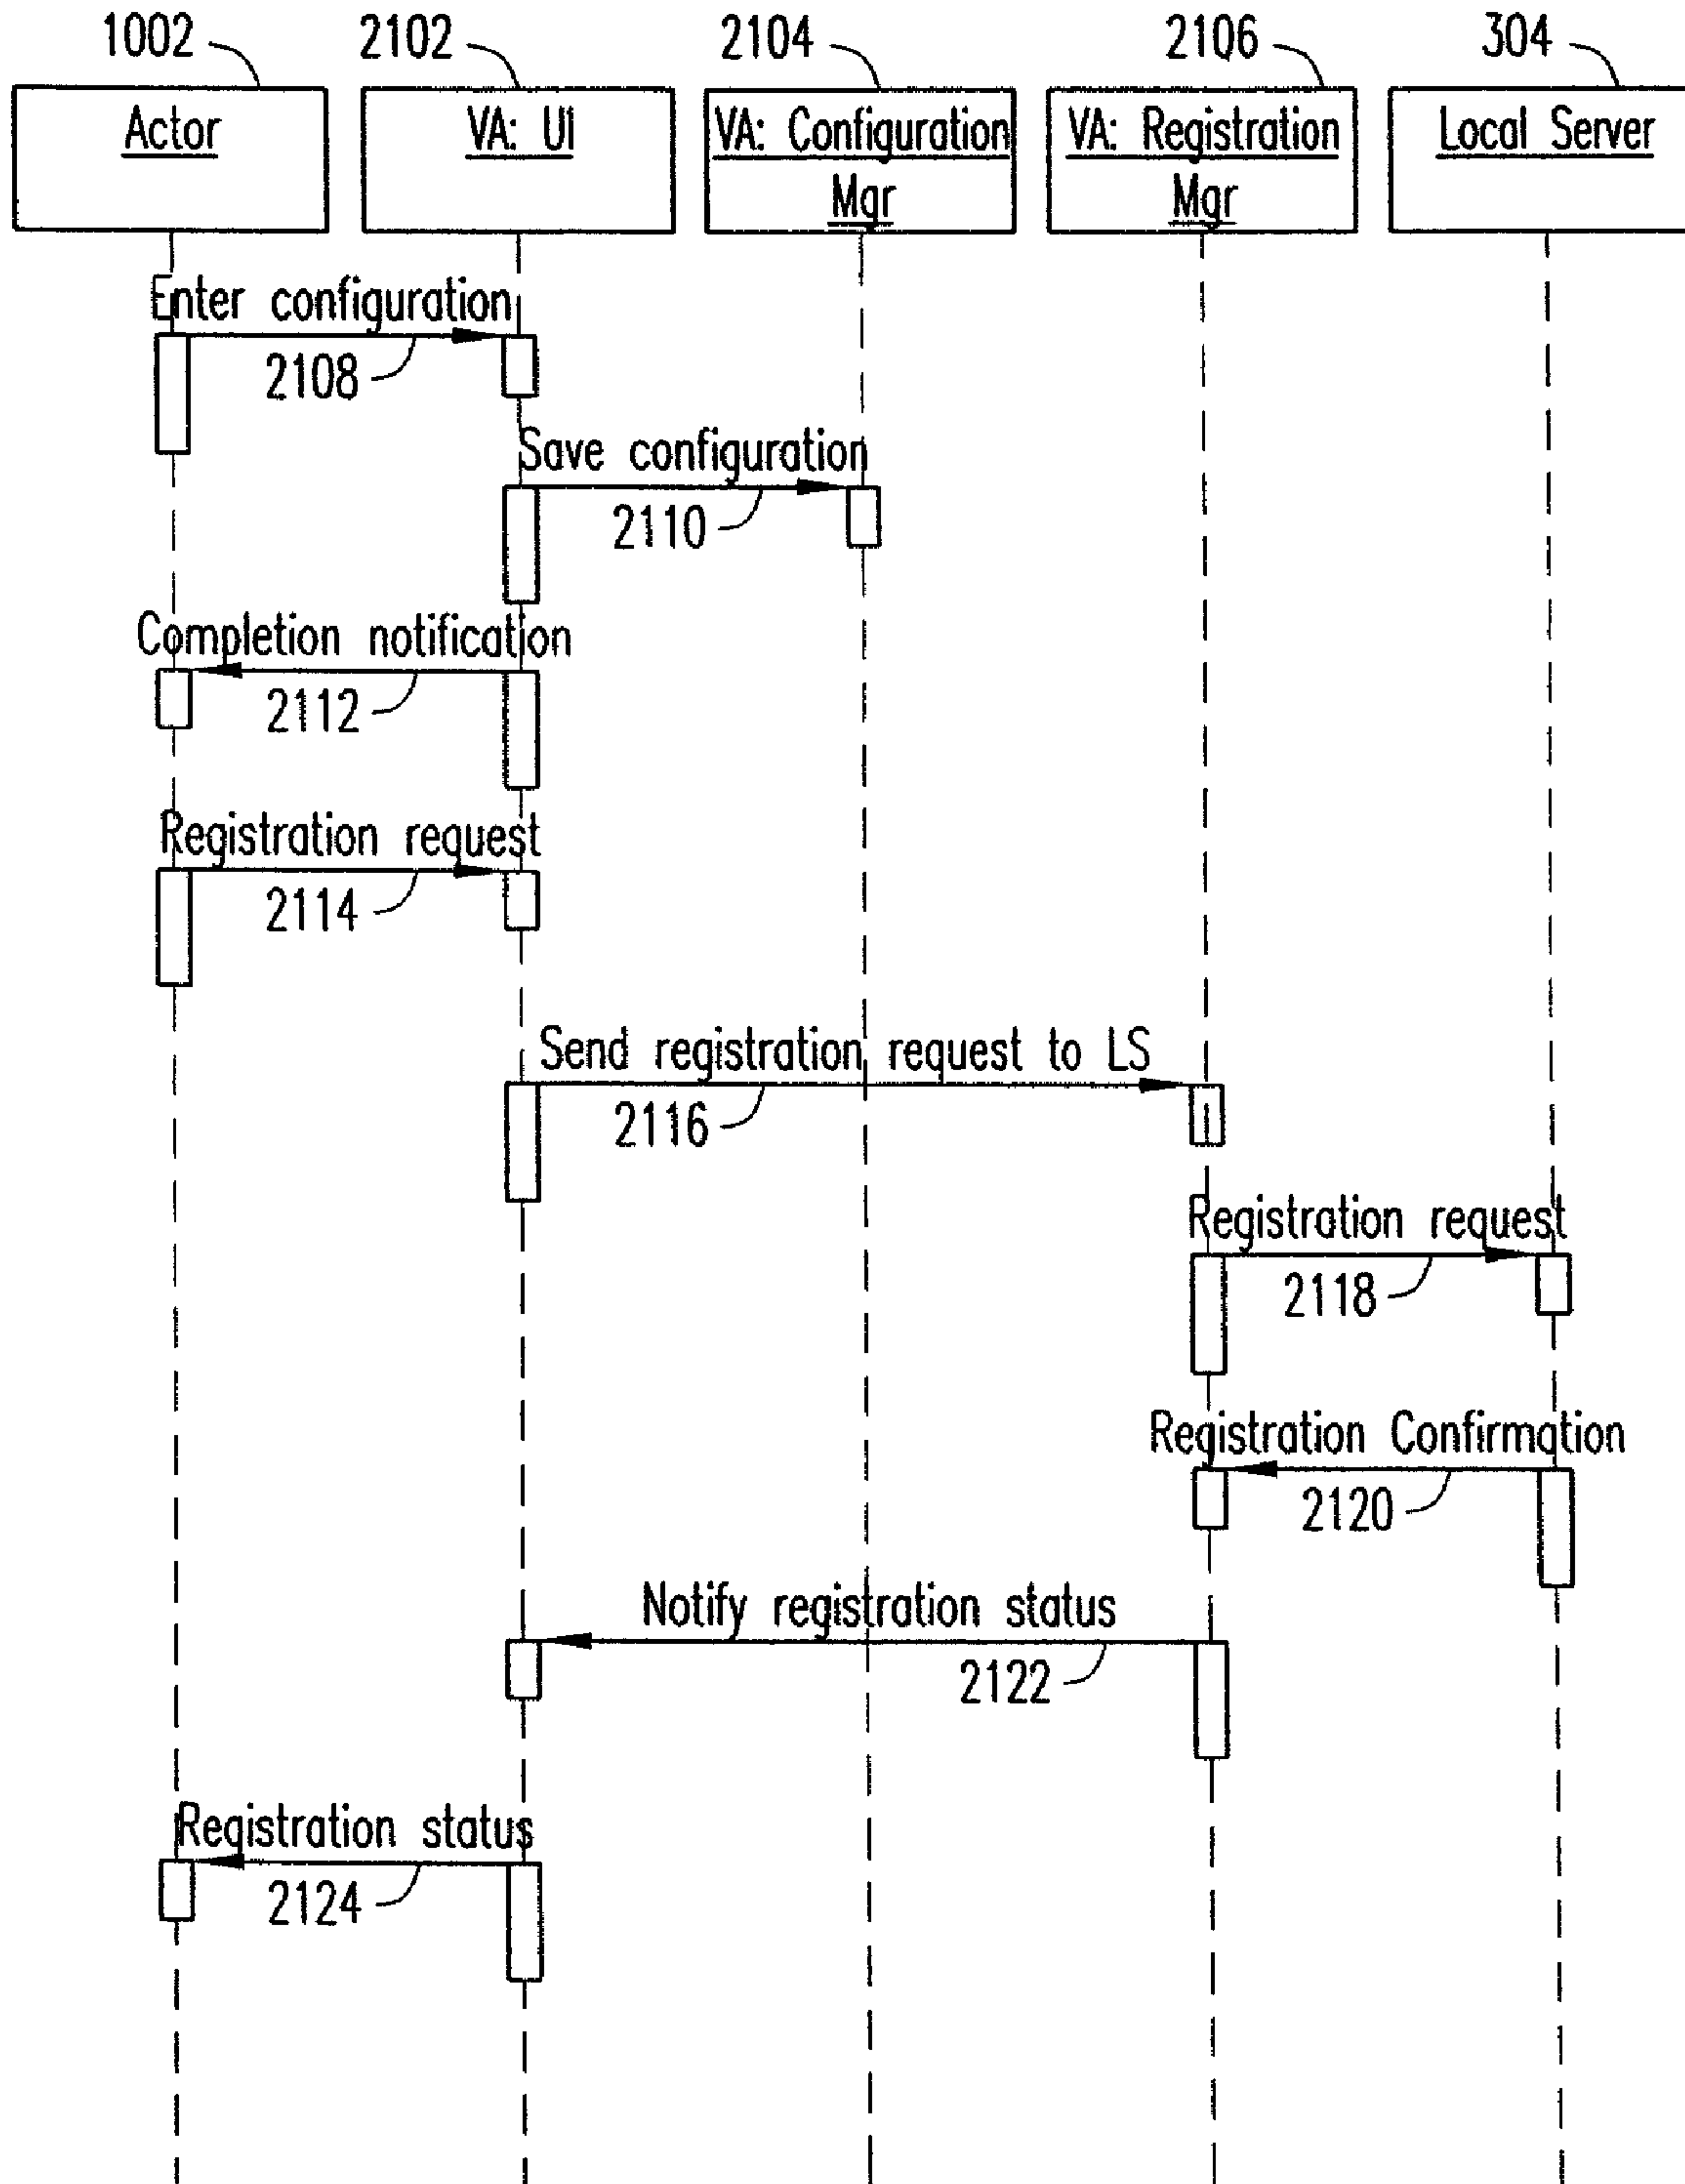 1002 2102 2104 2106 304
Actor
VA: UI
VA: Configuration
Mgr
VA: Registration
Mgr
Local Server
Enter configuration
2108
Save configuration
2110
Completion notification
2112
Registration request
2114
Send registration request to LS
2116
Registration request
2118
Registration Confirmation
2120
Notify registration status
2122
Registration status
2124